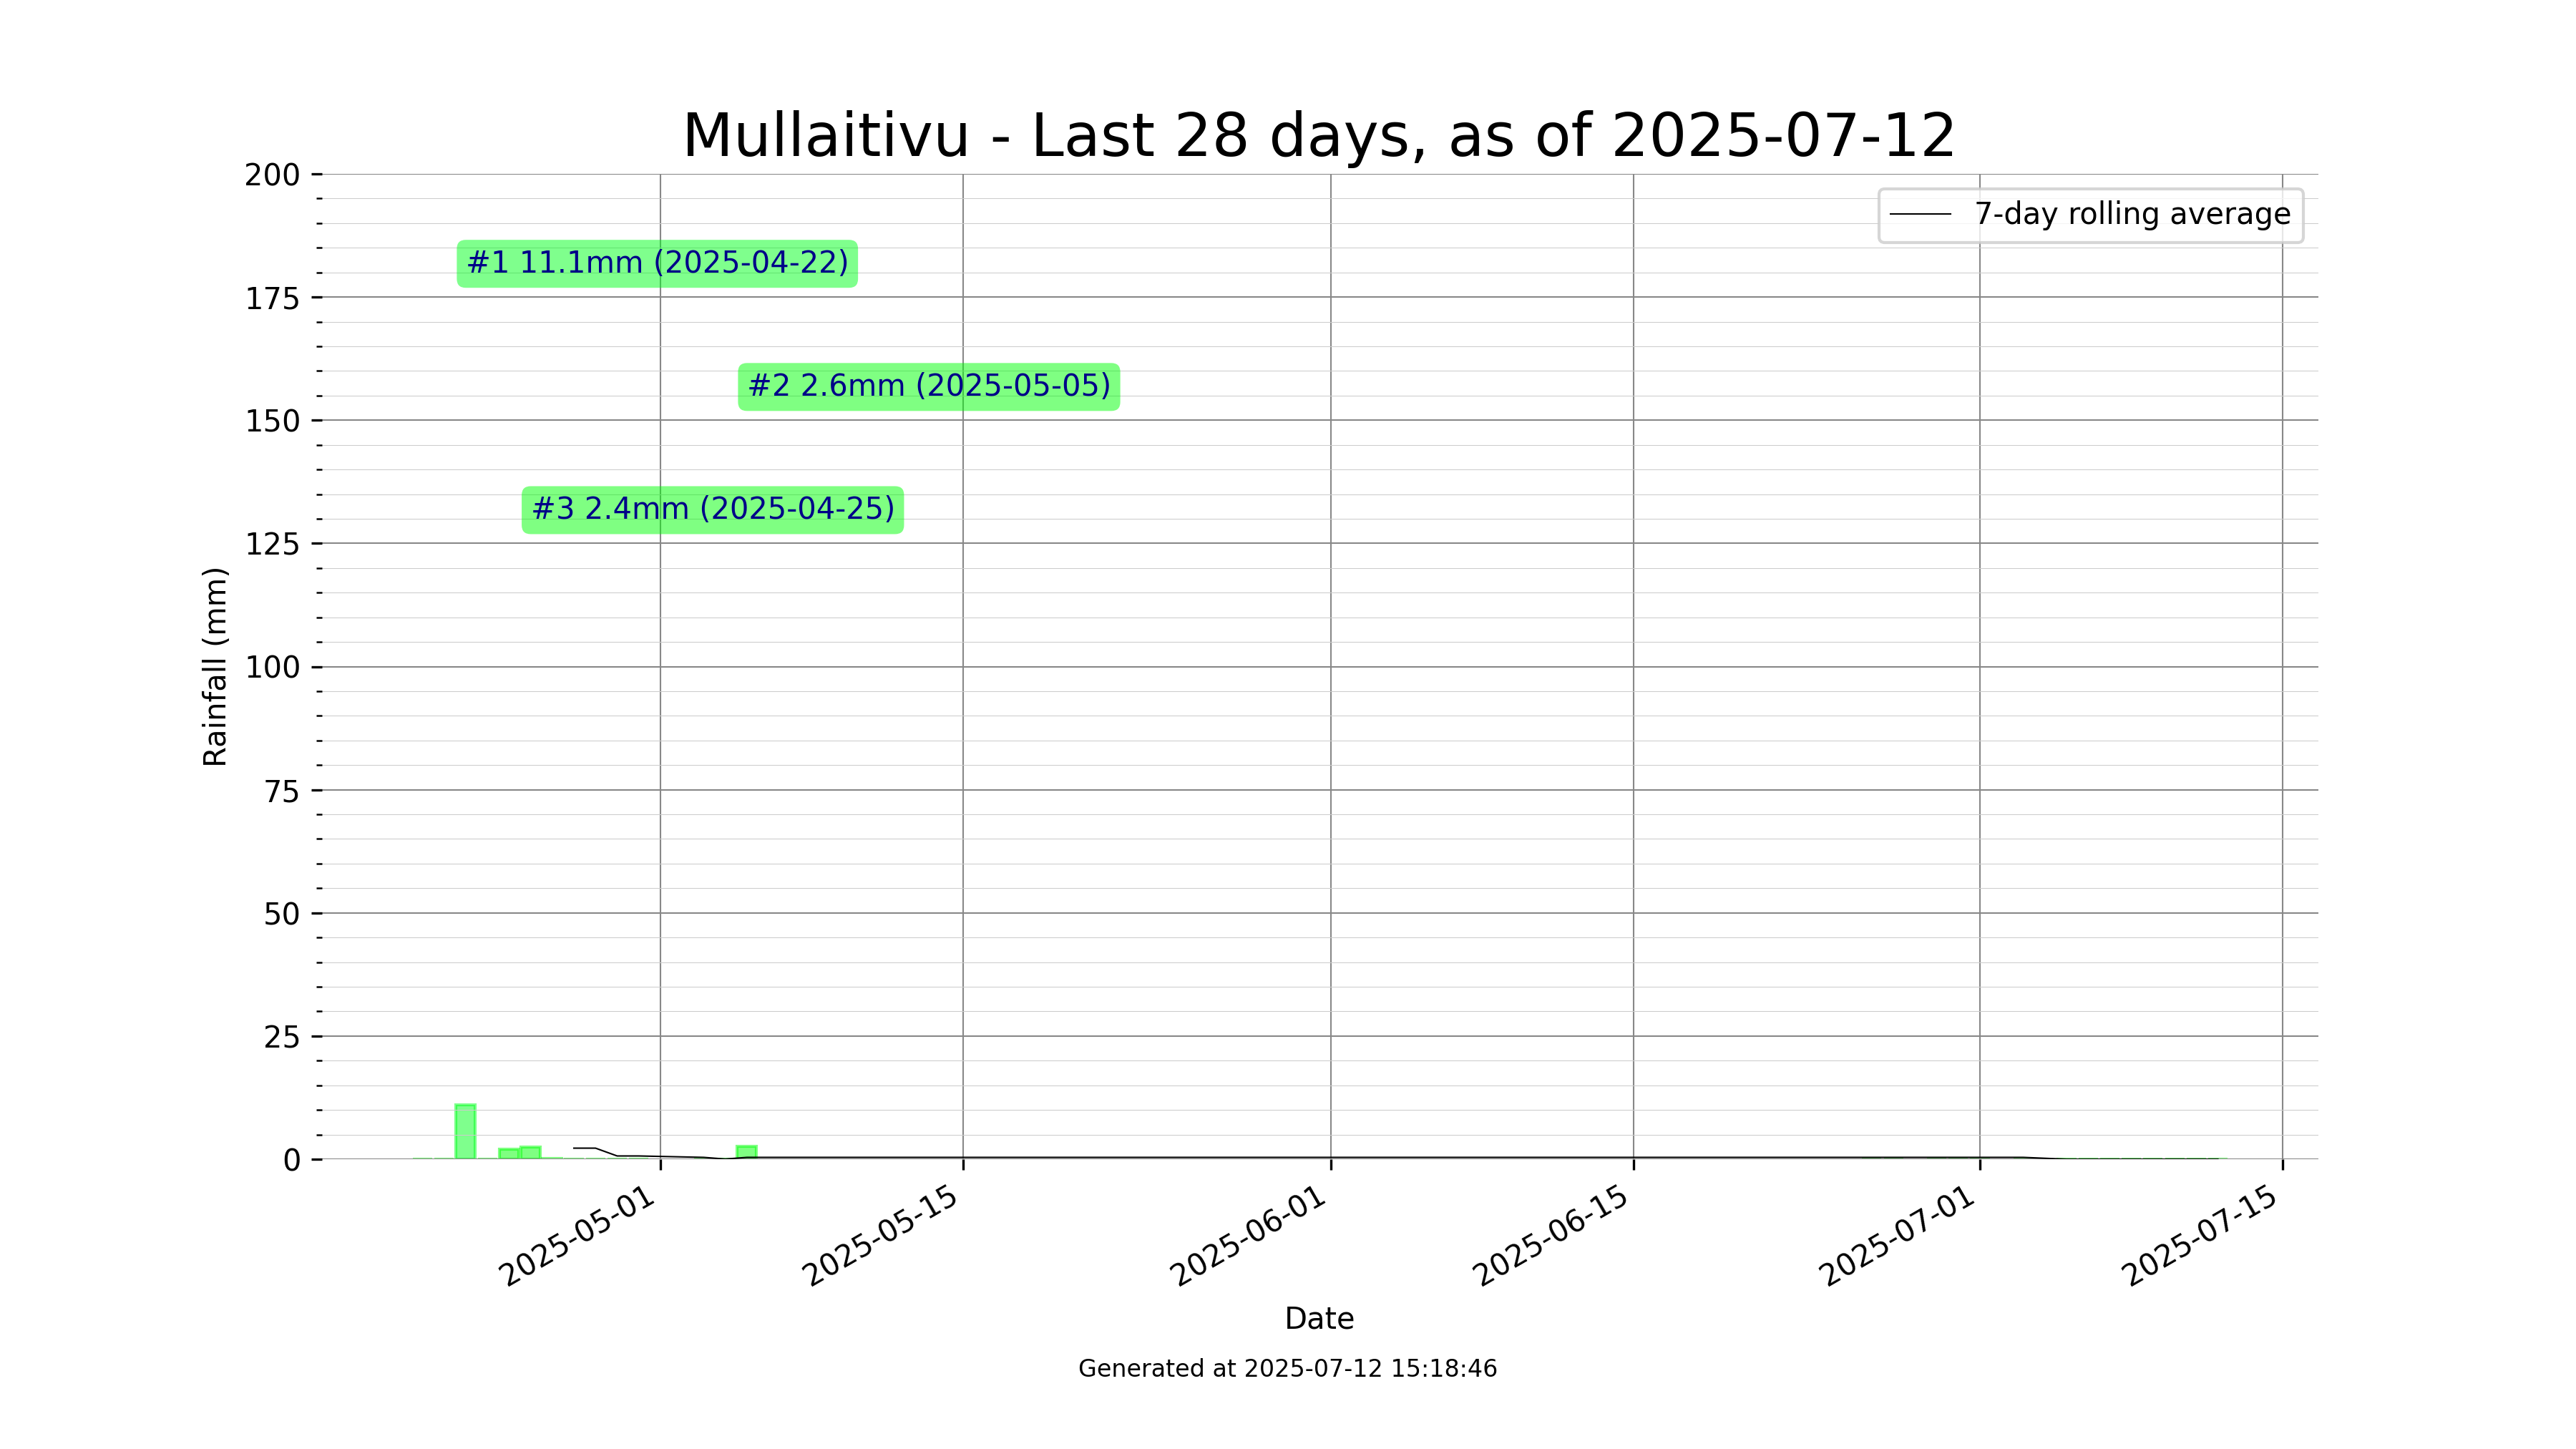 Mullaitivu - Last 28 days, as of 2025-07-12
200
175
150
125
100
75
50
25
0
Rainfall (mm)
7-day rolling average
#1 11.1mm (2025-04-22)
#2 2.6mm (2025-05-05)
#3 2.4mm (2025-04-25)
2025-05-01
2025-05-15
2025-06-01
2025-06-15
2025-07-01
2025-07-15
Date
Generated at 2025-07-12 15:18:46